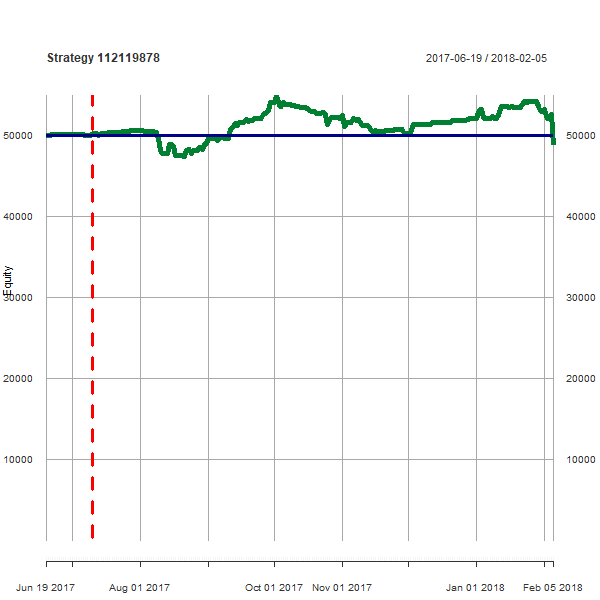 Strategy 112119878
2017-06-19 / 2018-02-05
50000 50000
40000 40000
Equity
30000 30000
20000 20000
10000 10000
Jun 19 2017 Aug 01 2017 Oct 01 2017 Nov 01 2017 Jan 01 2018 Feb 05 2018